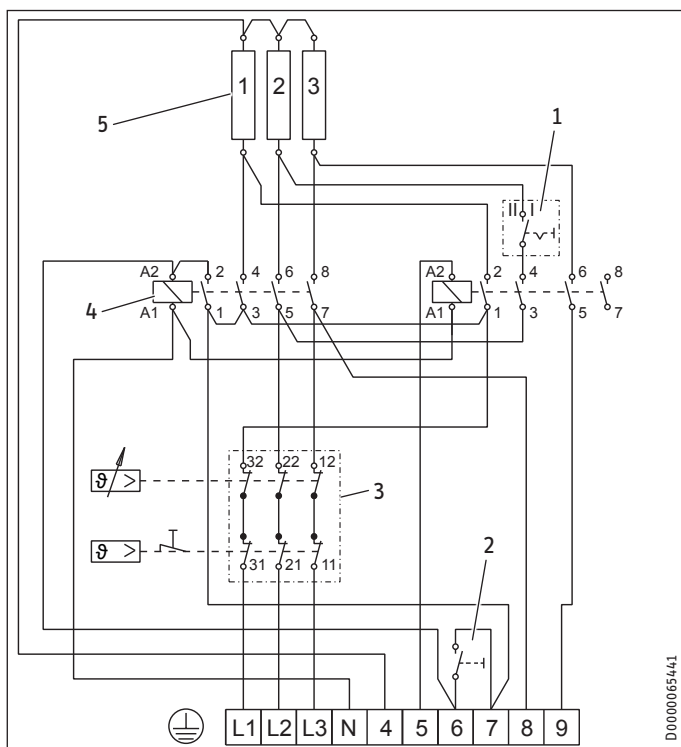 1 2 3
5
1
II I
A2 2 4 6 8 A2 2 4 6 8
4
A1 1 3 5 7 A1 1 3 5 7
32 22 12
ϑ >
3
ϑ >
31 21 11
2
L1 L2 L3 N 4 5 6 7 8 9
D0000065441